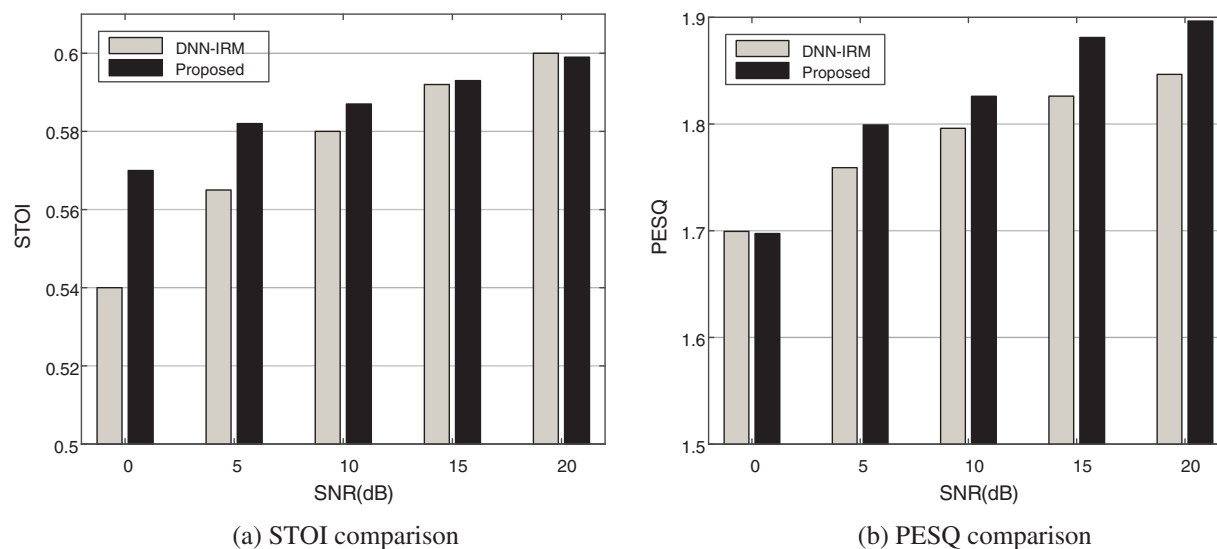 DNN-IRM
Proposed
0.6
0.58
0.56
0.54
0.52
0.5
STOI
0 5 10 15 20
SNR(dB)
(a) STOI comparison
DNN-IRM
Proposed
1.9
1.8
1.7
1.6
1.5
PESQ
0 5 10 15 20
SNR(dB)
(b) PESQ comparison